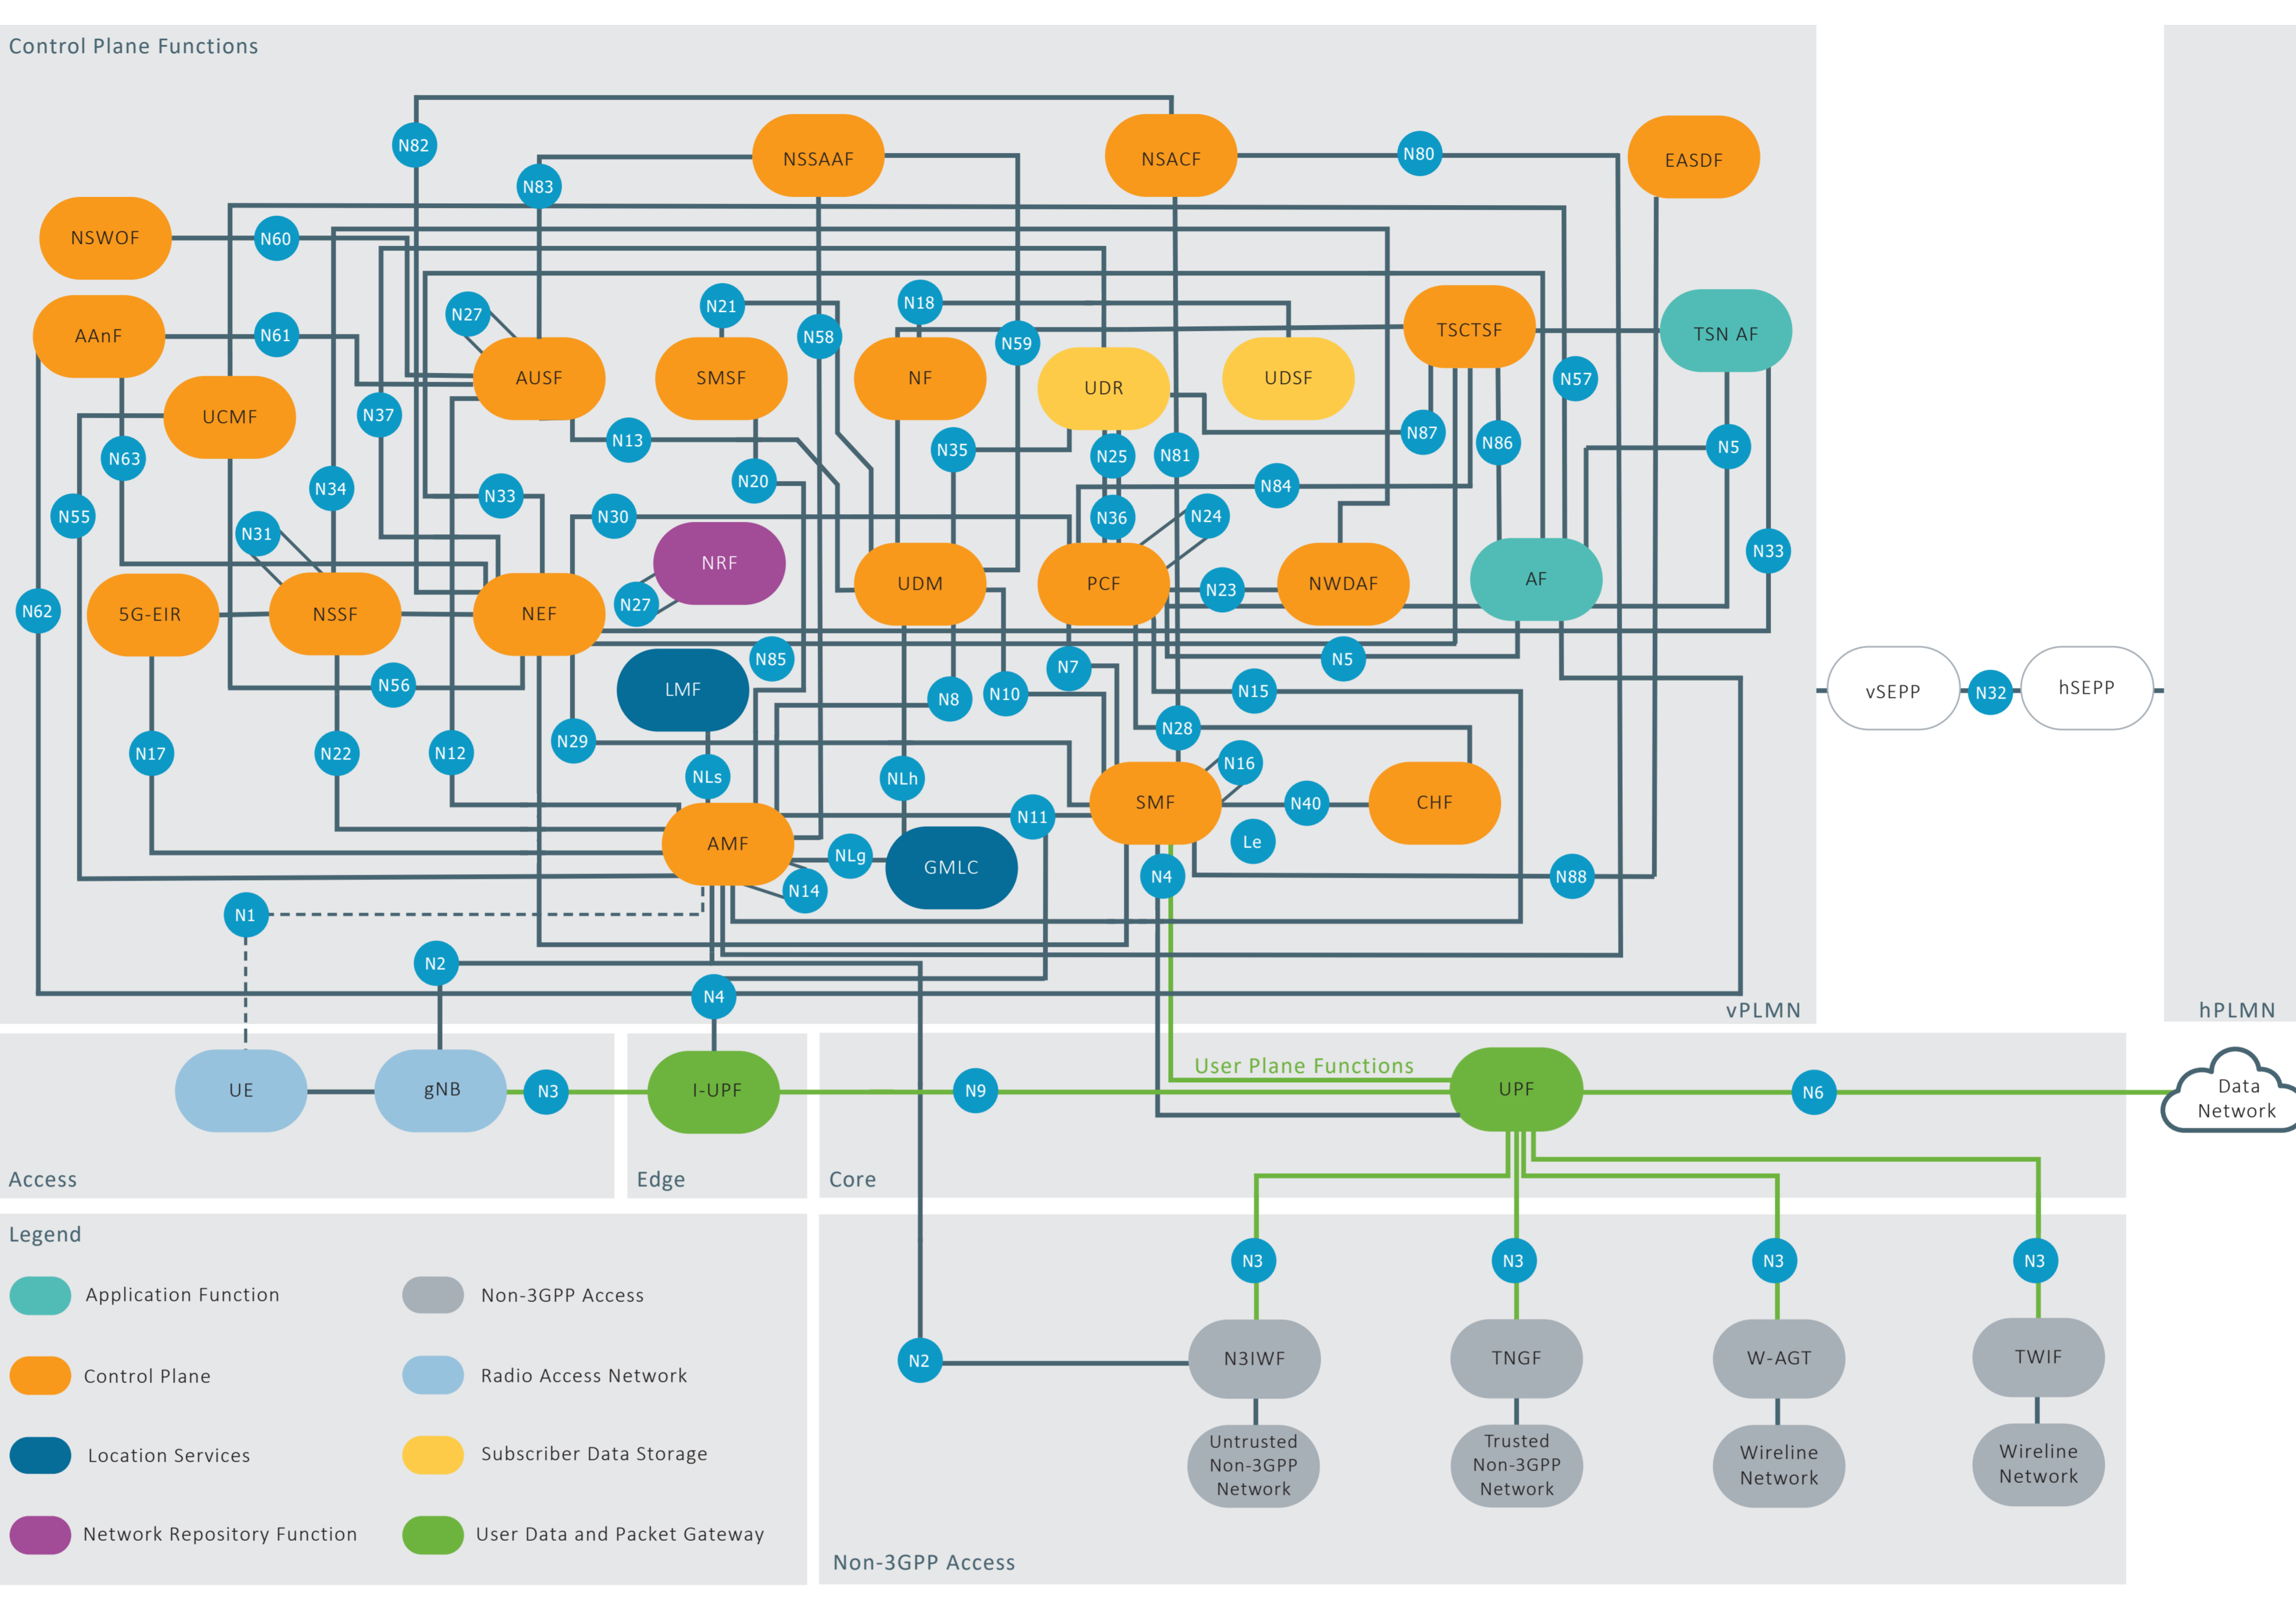 Control Plane Functions
N82
NSSAAF
NSACF
N80
EASDF
N83
NSWOF
N60
N27
N21
N18
TSCTSF
TSN AF
AAnF
N61
N58
N59
AUSF
SMSF
NF
UDR
UDSF
N57
UCMF
N37
N13
N35
N25
N81
N87
N86
N5
N63
N34
N33
N20
N84
N55
N31
N30
N36
N24
N33
NRF
N62
5G-EIR
NSSF
NEF
N27
UDM
PCF
N23
NWDAF
AF
N56
LMF
N85
N8
N10
N7
N15
N5
vSEPP
N32
hSEPP
N17
N22
N12
N29
NLs
NLh
N28
N16
SMF
N40
CHF
N11
Le
AMF
NLg
GMLC
N14
N4
N88
N1
N2
N4
vPLMN
hPLMN
UE
gNB
N3
I-UPF
N9
User Plane Functions
UPF
N6
Data
Network
Access
Edge
Core
Legend
Application Function
Non-3GPP Access
Control Plane
Radio Access Network
Location Services
Subscriber Data Storage
Network Repository Function
User Data and Packet Gateway
N3
N3
N3
N3
N2
N3IWF
TNGF
W-AGT
TWIF
Untrusted
Non-3GPP
Network
Trusted
Non-3GPP
Network
Wireline
Network
Wireline
Network
Non-3GPP Access